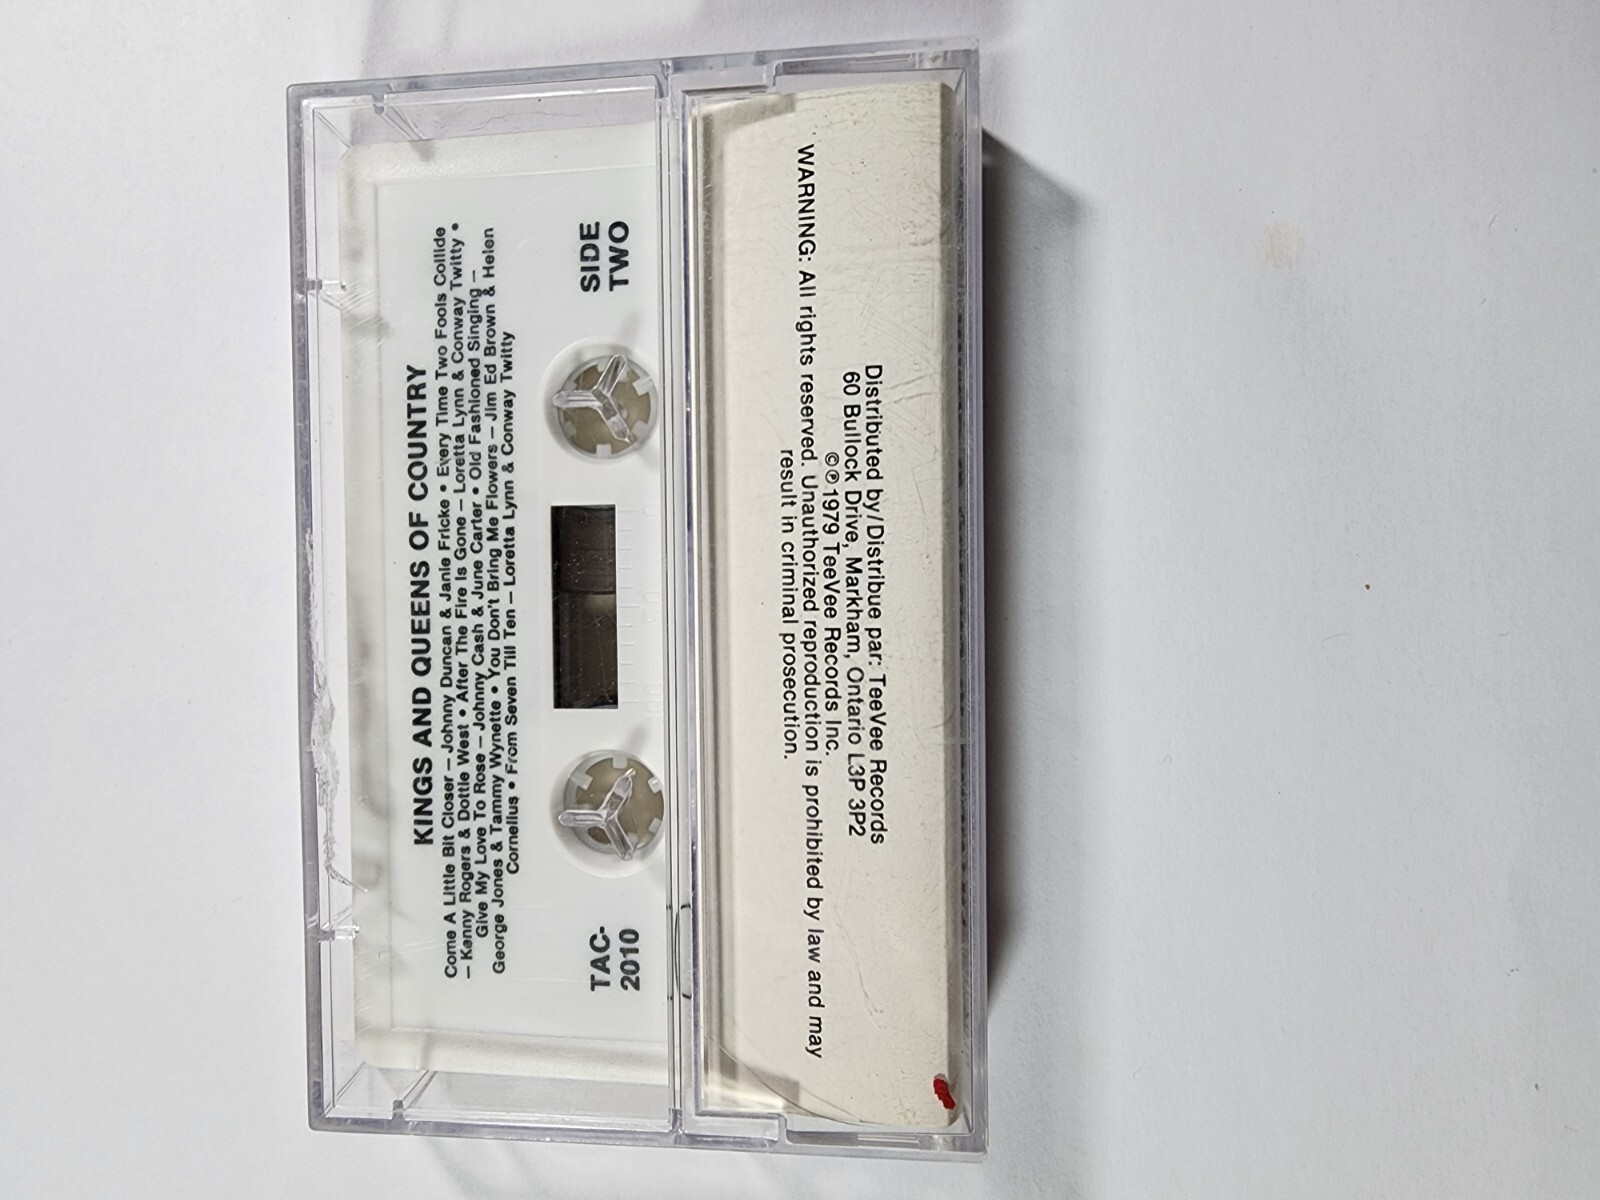 KINGS AND QUEENS OF COUNTRY
Come A Little Bit Closer – Johnny Duncan & Janie Fricke • Every Time Two Fools Collide
– Kenny Rogers & Dottie West • After The Fire Is Gone – Loretta Lynn & Conway Twitty •
Give My Love To Rose – Johnny Cash & June Carter • Old Fashioned Singing –
George Jones & Tammy Wynette • You Don't Bring Me Flowers – Jim Ed Brown & Helen
Cornelius • From Seven Till Ten – Loretta Lynn & Conway Twitty
TAC-
2010
SIDE
TWO
Distributed by/Distribue par: TeeVee Records
60 Bullock Drive, Markham, Ontario L3P 3P2
©℗ 1979 TeeVee Records Inc.
WARNING: All rights reserved. Unauthorized reproduction is prohibited by law and may
result in criminal prosecution.